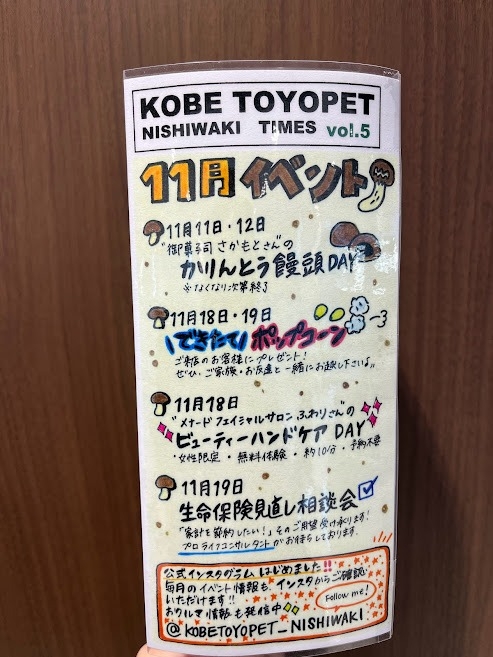 KOBE TOYOPET
NISHIWAKI TIMES vol.5
11月イベント
11月11日・12日
"御菓子司 さかもとさん"の
かりんとう饅頭DAY
※なくなり次第終了
11月18日・19日
\できたて/ポップコーン
ご来店のお客様にプレゼント!
ぜひ、ご家族・お友達と一緒にお越し下さいよ。
11月18日
"メナード フェイシャルサロン ふわりさん"の
ビューティーハンドケア DAY
・女性限定 ・無料体験 ・約10分・予約不要
11月19日
生命保険見直し相談会
「家計を節約したい!」そのご要望受け承ります!
プロライフコンサルタントがお待ちしております。
公式インスタグラム はじめました!!
毎月のイベント情報も、インスタからご確認
いただけます!!
おクルマ情報も発信中
Follow me!
@KOBETOYOPET_NISHIWAKI